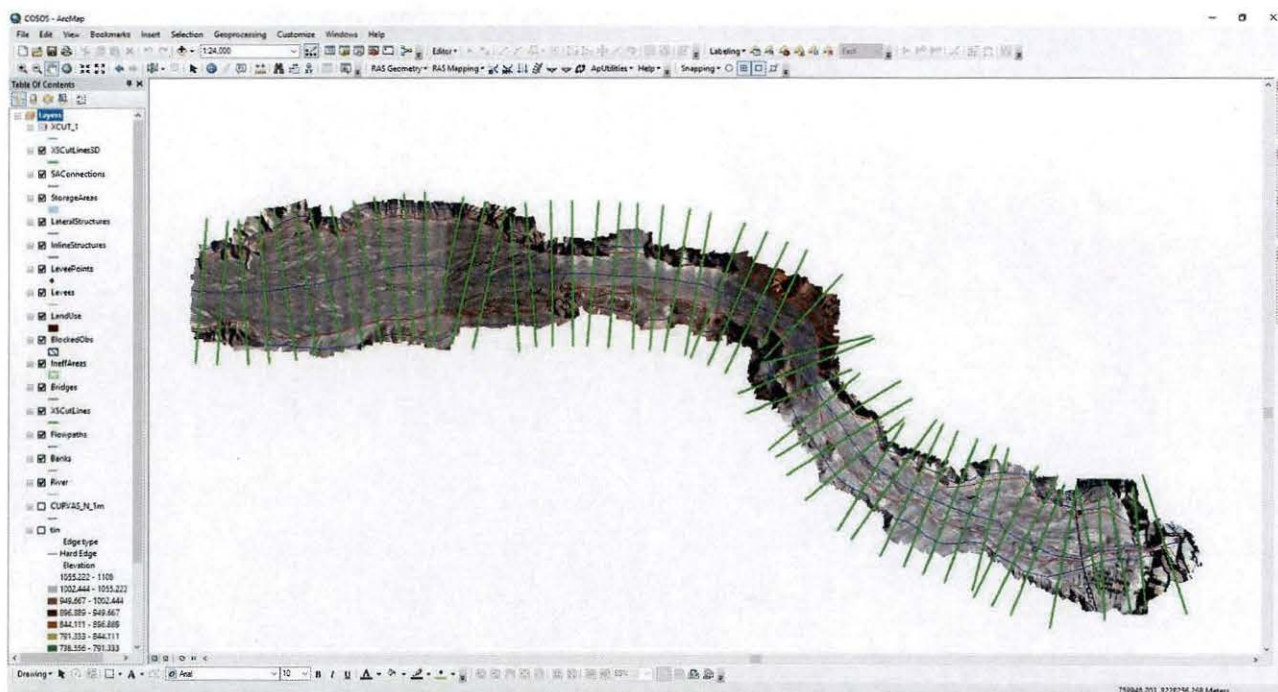 COSOS - ArcMap
File Edit View Bookmarks Insert Selection Geoprocessing Customize Windows Help
1:24,000 Editor Labeling Fast
RAS Geometry RAS Mapping ApUtilities Help Snapping
Table Of Contents
Layers
XCUT_1
XSCutLines3D
SAConnections
StorageAreas
LateralStructures
InlineStructures
LeveePoints
Levees
LandUse
BlockedObs
IneffAreas
Bridges
XSCutLines
Flowpaths
Banks
River
CURVAS_N_1m
tin
Edge type
Hard Edge
Elevation
1055.222 - 1108
1002.444 - 1055.222
949.667 - 1002.444
896.889 - 949.667
844.111 - 896.889
791.333 - 844.111
738.556 - 791.333
Drawing A Arial 10 B I U A
Meters